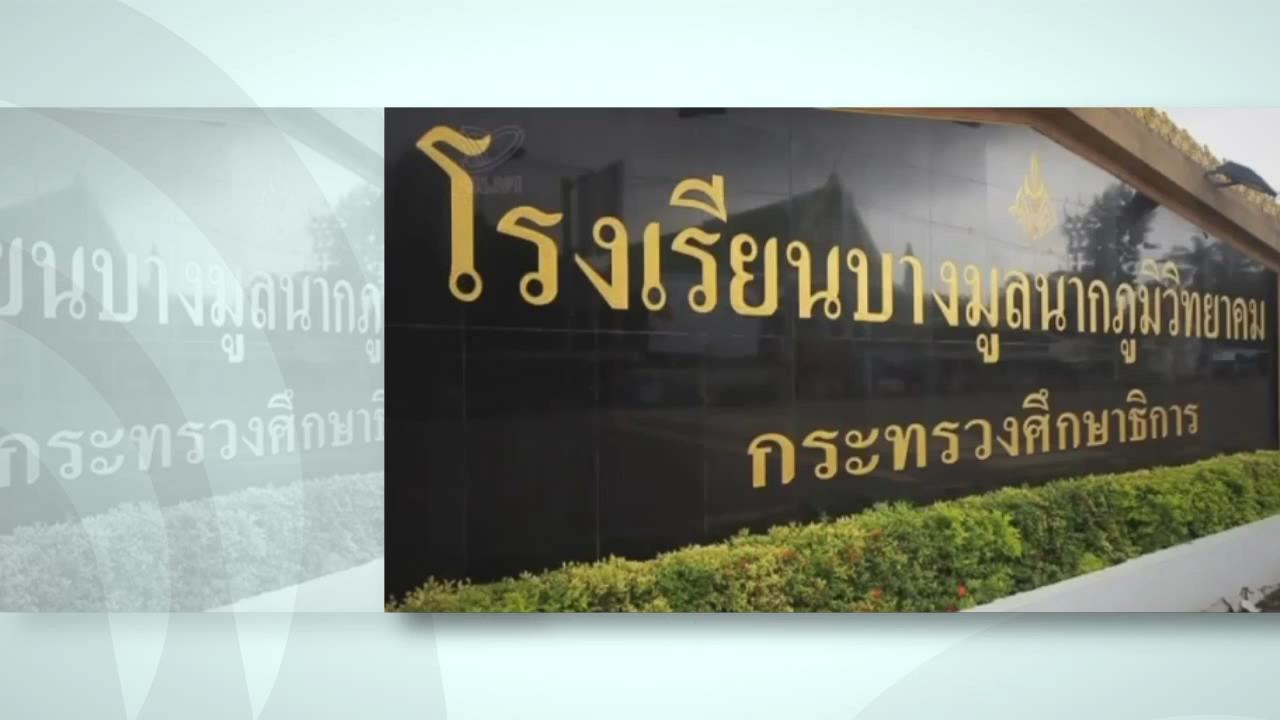 โรงเรียนบางมูลนากภูมิวิทยาคม
กระทรวงศึกษาธิการ